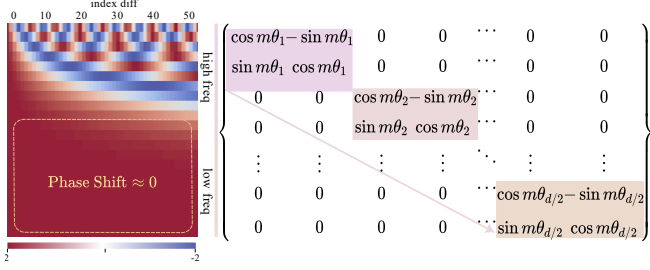 index diff
0 10 20 30 40 50
high freq
low freq
Phase Shift ≈ 0
2 -2
cos mθ₁ − sin mθ₁ 0 0 ⋯ 0 0
sin mθ₁ cos mθ₁ 0 0 ⋯ 0 0
0 0 cos mθ₂ − sin mθ₂ ⋯ 0 0
0 0 sin mθ₂ cos mθ₂ ⋯ 0 0
⋮ ⋮ ⋮ ⋮ ⋱ ⋮ ⋮
0 0 0 0 ⋯ cos mθ_{d/2} − sin mθ_{d/2}
0 0 0 0 ⋯ sin mθ_{d/2} cos mθ_{d/2}